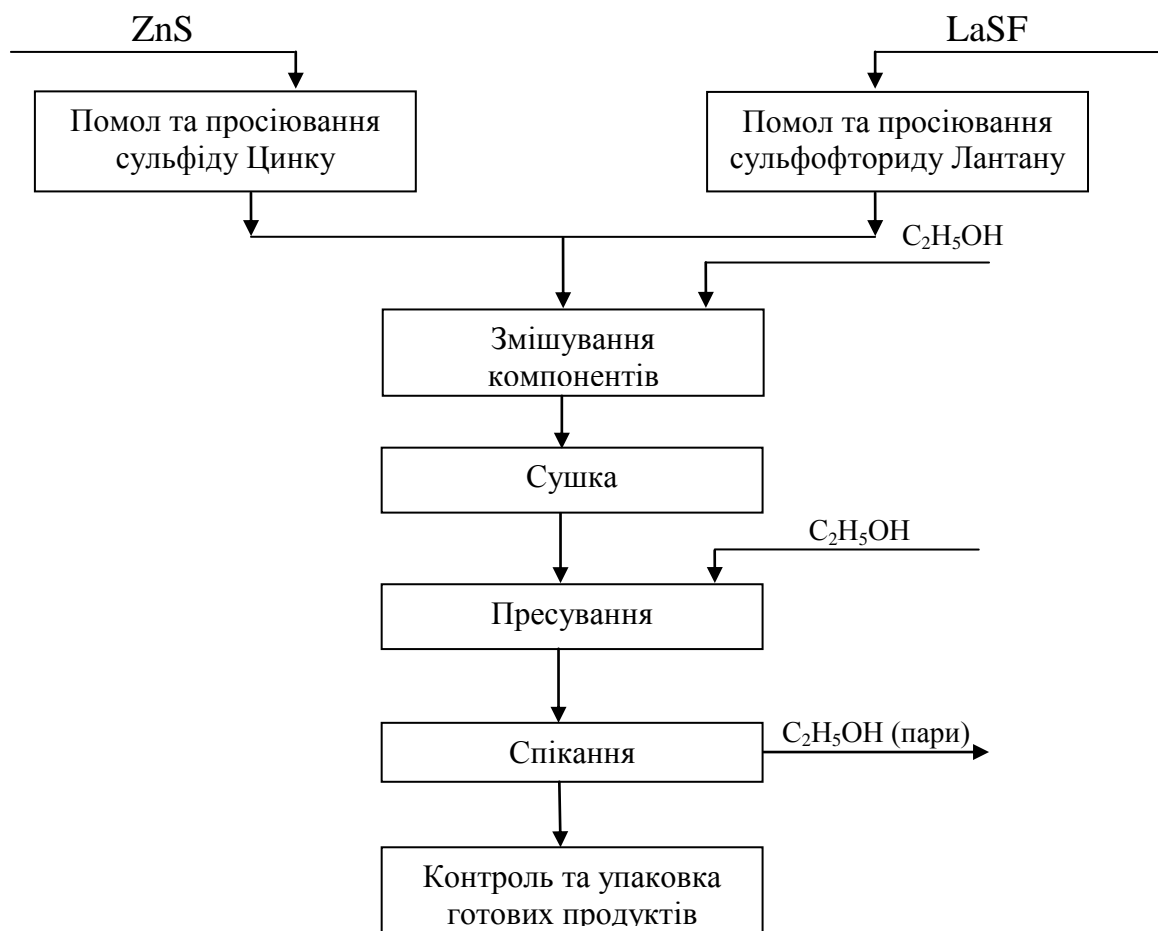 ZnS
LaSF
Помол та просіювання
сульфіду Цинку
Помол та просіювання
сульфофториду Лантану
C₂H₅OH
Змішування
компонентів
Сушка
C₂H₅OH
Пресування
Спікання
C₂H₅OH (пари)
Контроль та упаковка
готових продуктів